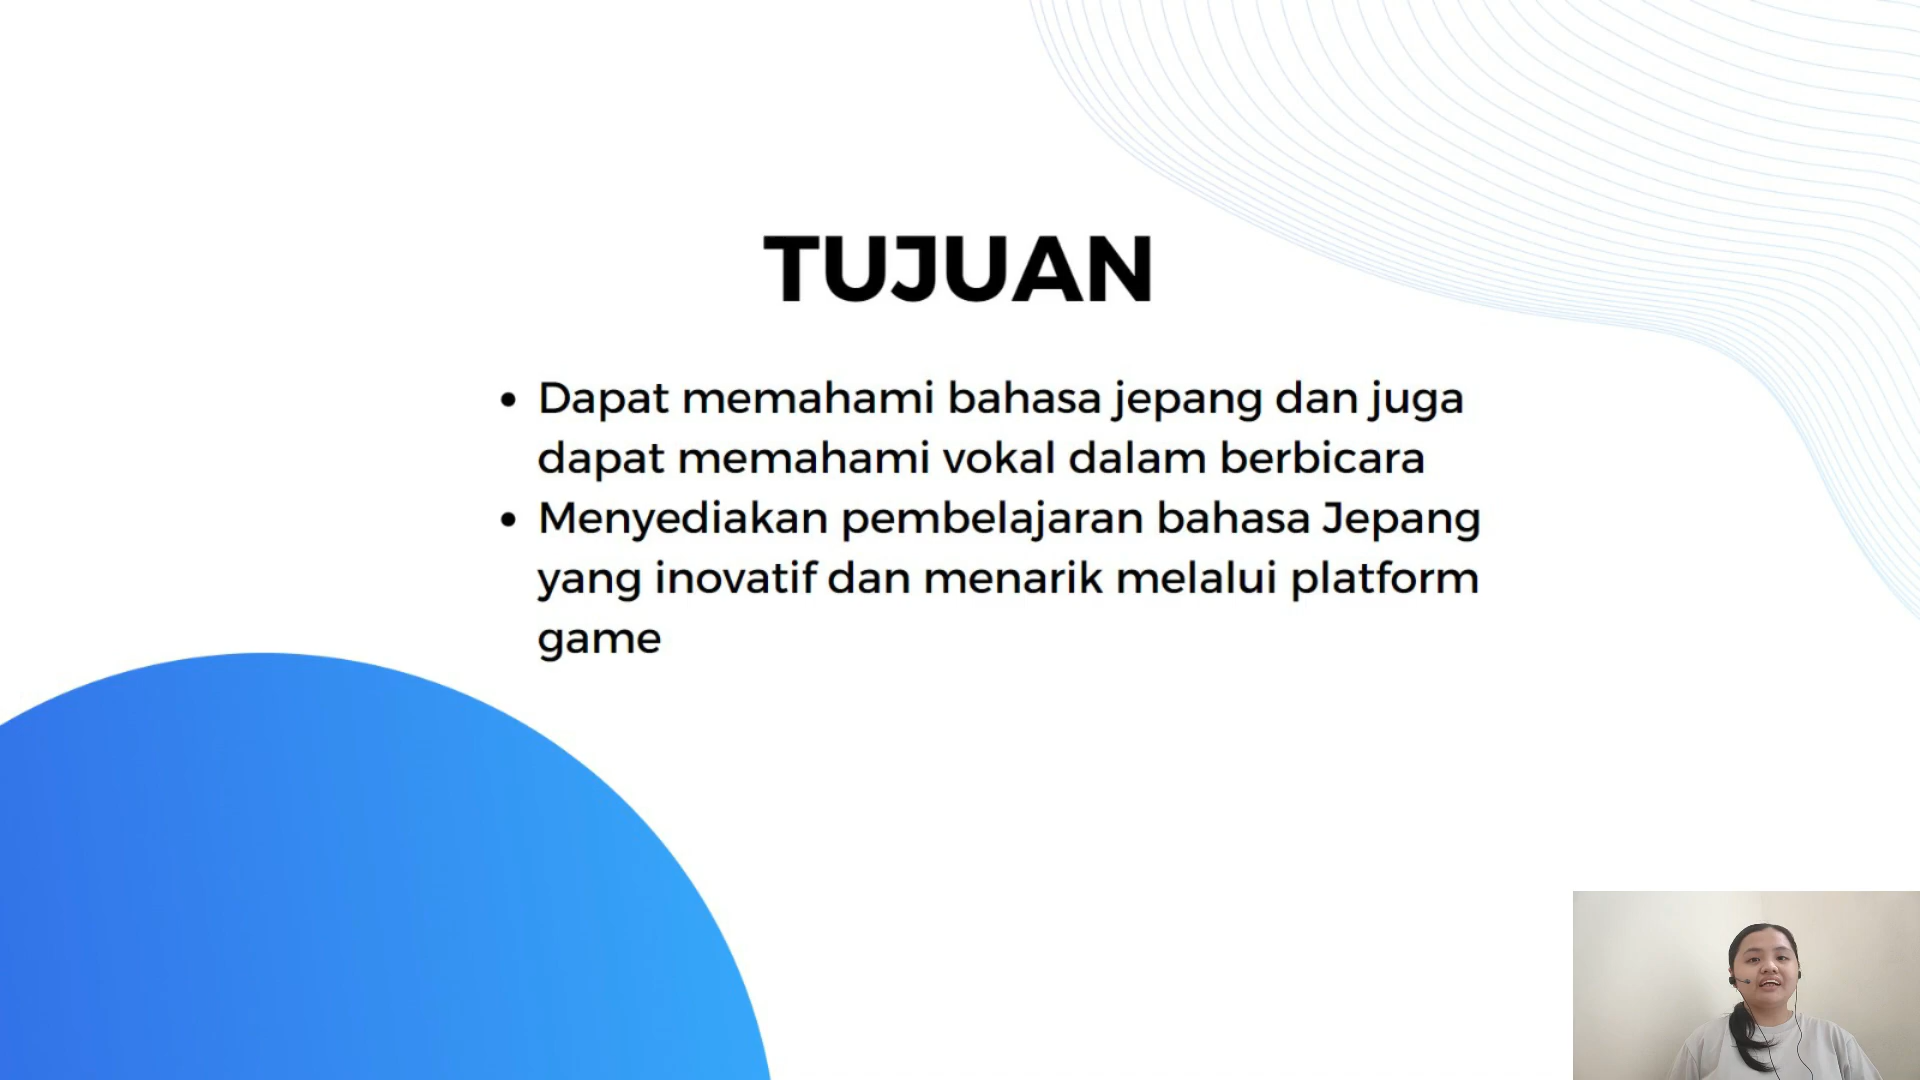 TUJUAN
• Dapat memahami bahasa jepang dan juga
dapat memahami vokal dalam berbicara
• Menyediakan pembelajaran bahasa Jepang
yang inovatif dan menarik melalui platform
game